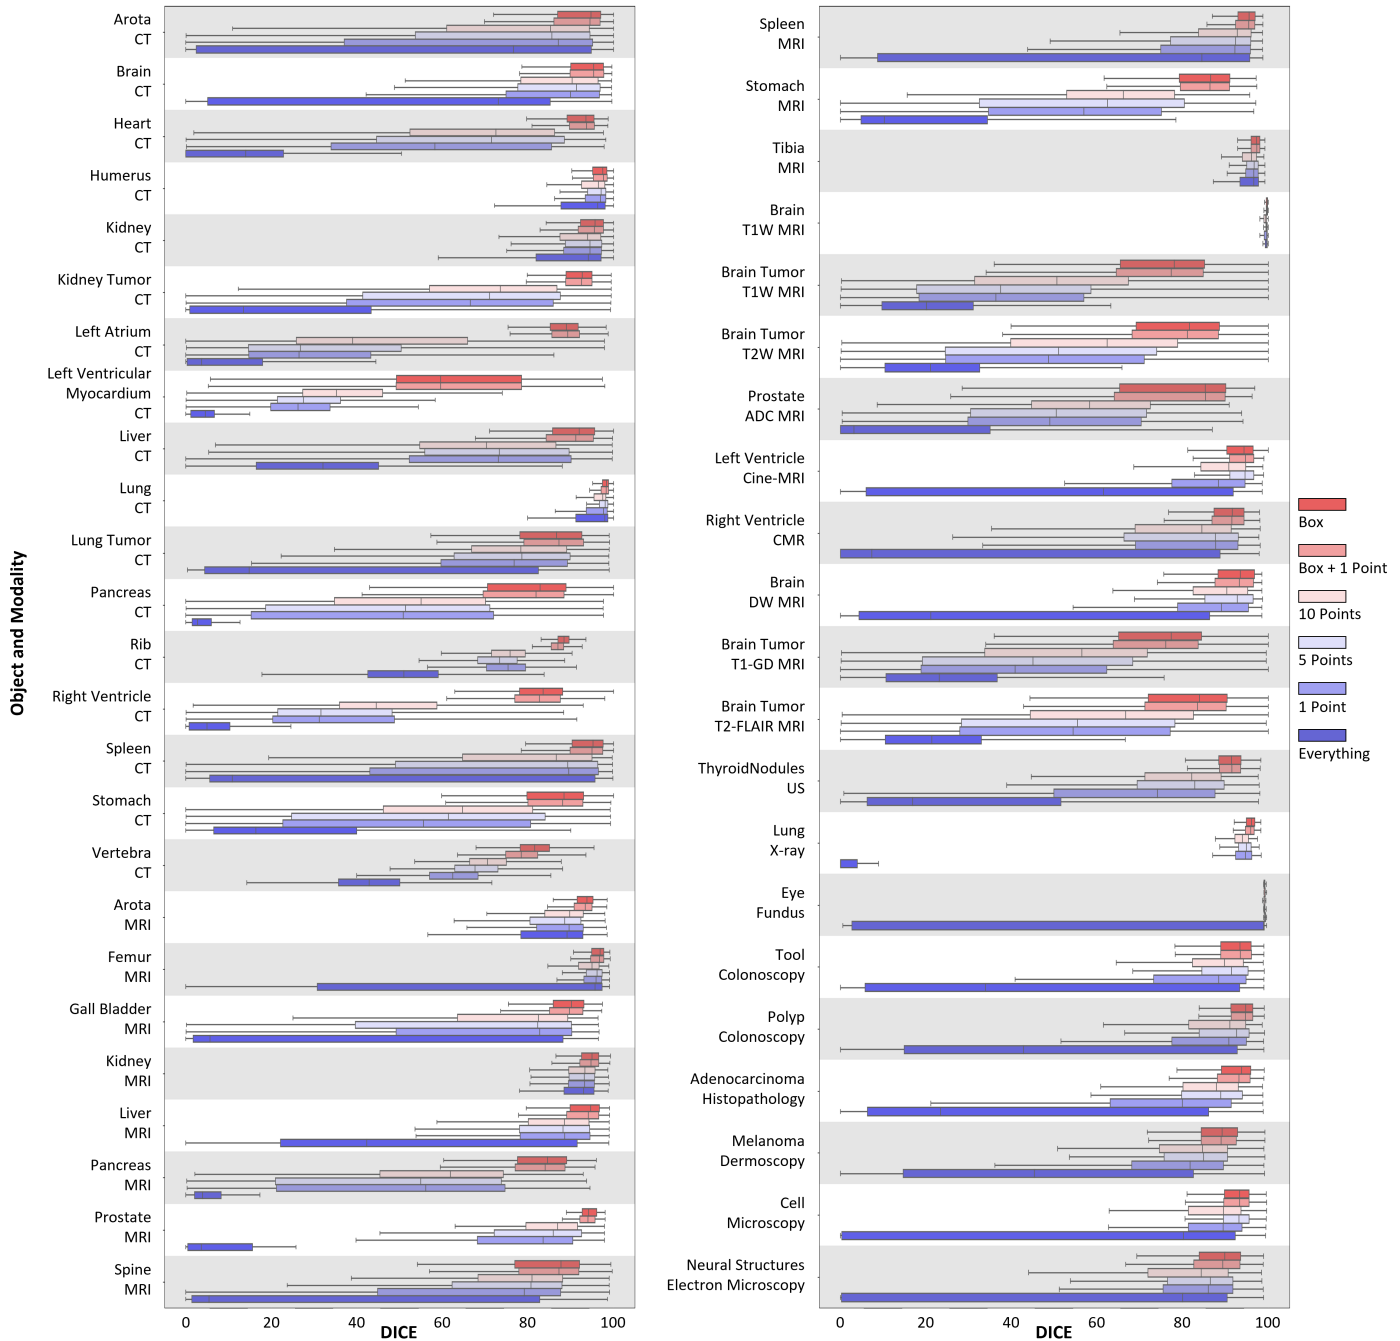 Object and Modality
Arota
CT
Brain
CT
Heart
CT
Humerus
CT
Kidney
CT
Kidney Tumor
CT
Left Atrium
CT
Left Ventricular
Myocardium
CT
Liver
CT
Lung
CT
Lung Tumor
CT
Pancreas
CT
Rib
CT
Right Ventricle
CT
Spleen
CT
Stomach
CT
Vertebra
CT
Arota
MRI
Femur
MRI
Gall Bladder
MRI
Kidney
MRI
Liver
MRI
Pancreas
MRI
Prostate
MRI
Spine
MRI
0 20 40 60 80 100
DICE
Spleen
MRI
Stomach
MRI
Tibia
MRI
Brain
T1W MRI
Brain Tumor
T1W MRI
Brain Tumor
T2W MRI
Prostate
ADC MRI
Left Ventricle
Cine-MRI
Right Ventricle
CMR
Brain
DW MRI
Brain Tumor
T1-GD MRI
Brain Tumor
T2-FLAIR MRI
ThyroidNodules
US
Lung
X-ray
Eye
Fundus
Tool
Colonoscopy
Polyp
Colonoscopy
Adenocarcinoma
Histopathology
Melanoma
Dermoscopy
Cell
Microscopy
Neural Structures
Electron Microscopy
0 20 40 60 80 100
DICE
Box
Box + 1 Point
10 Points
5 Points
1 Point
Everything